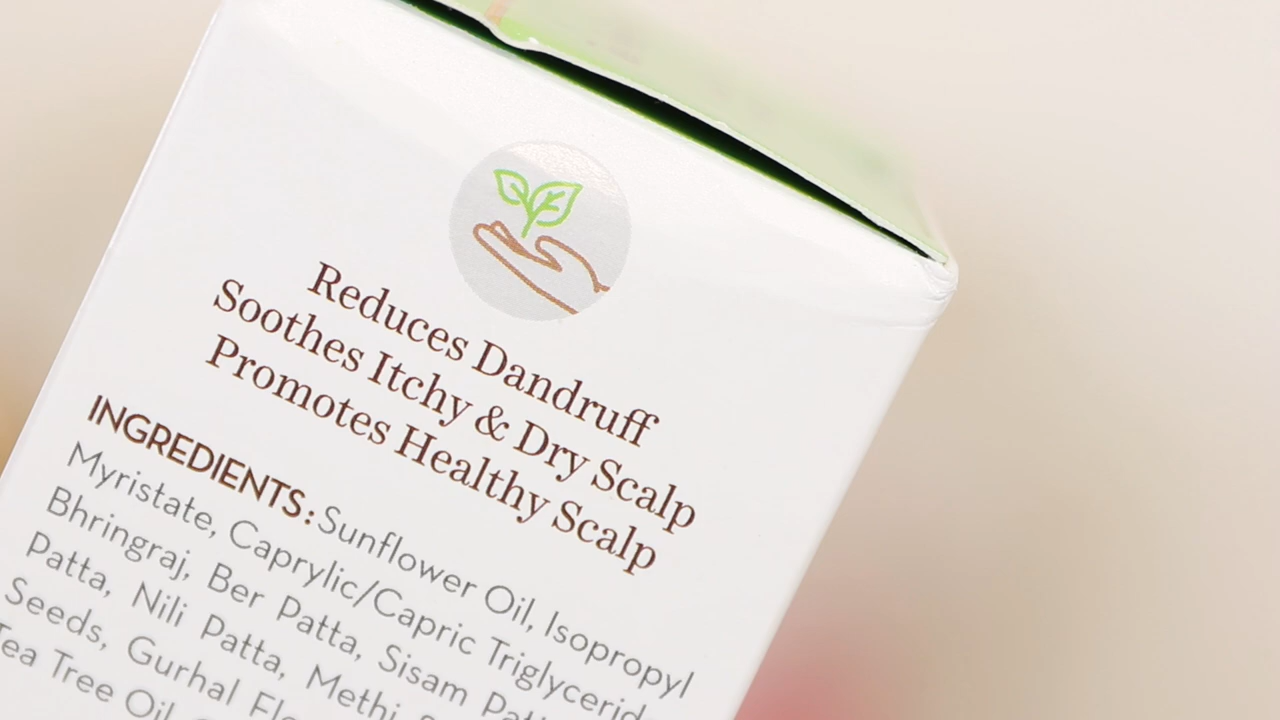 Reduces Dandruff
Soothes Itchy & Dry Scalp
Promotes Healthy Scalp
INGREDIENTS: Sunflower Oil, Isopropyl
Myristate, Caprylic/Capric
Bhringraj, Ber Patta, Sisam
Patta, Nili Patta, Methi
Seeds, Gurhal
Tea Tree Oil,